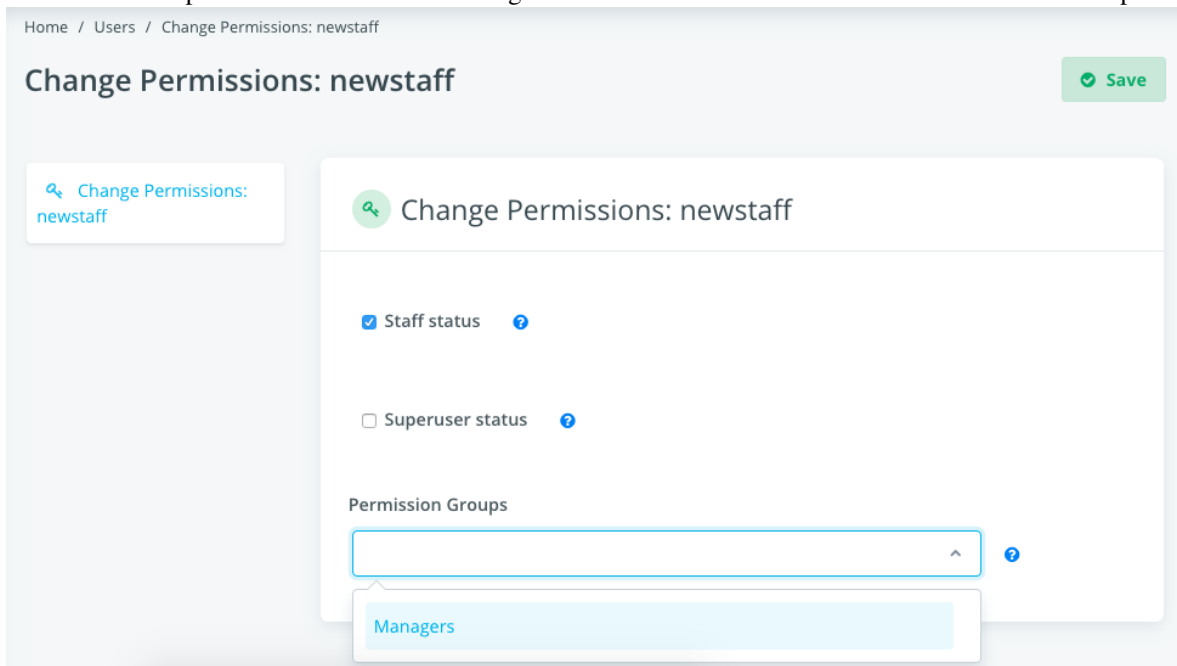 Home / Users / Change Permissions: newstaff
Change Permissions: newstaff
Save
Change Permissions:
newstaff
Change Permissions: newstaff
Staff status
Superuser status
Permission Groups
Managers